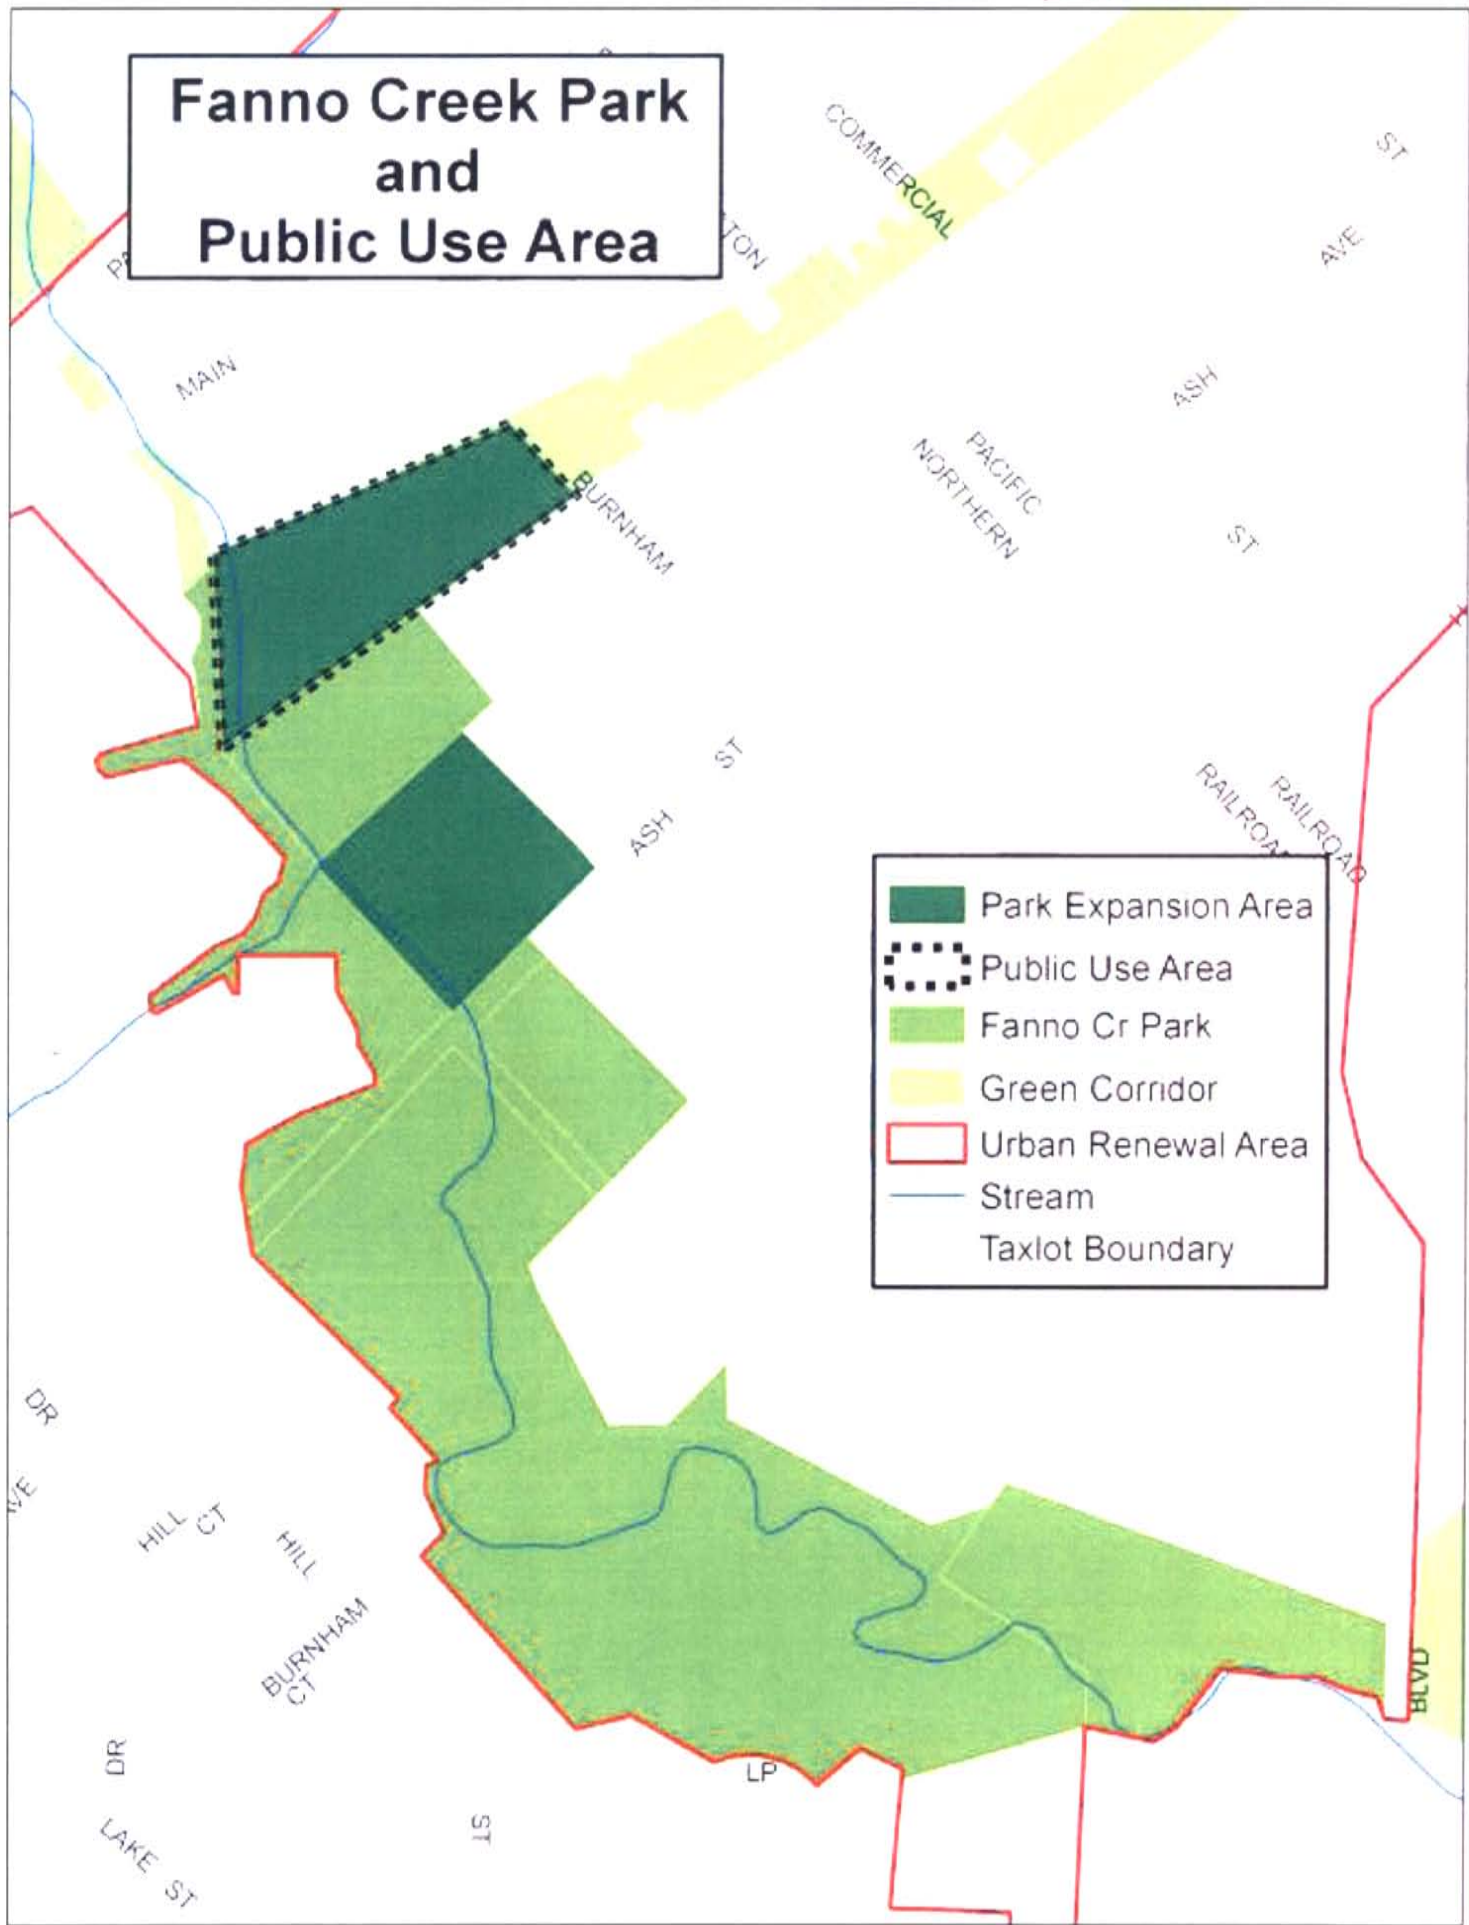 Fanno Creek Park
and
Public Use Area
COMMERCIAL
ST
AVE
TON
MAIN
ASH
PACIFIC
NORTHERN
ST
BURNHAM
ST
ASH
RAILROAD
Park Expansion Area
Public Use Area
Fanno Cr Park
Green Corridor
Urban Renewal Area
Stream
Taxlot Boundary
DR
HILL
CT
HILL
BURNHAM
CT
BLVD
DR
LP
ST
LAKE ST